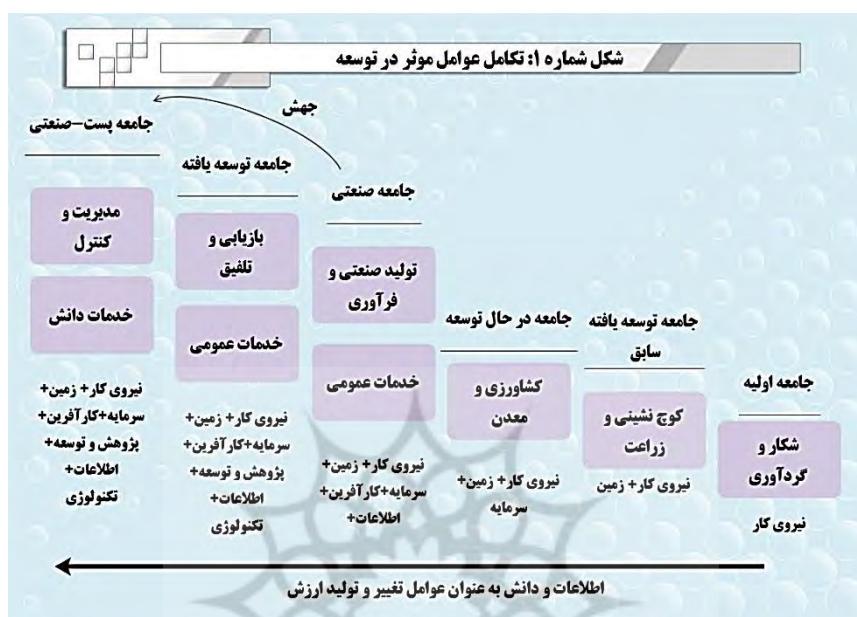 شکل شماره ۱: تکامل عوامل موثر در توسعه
جهش
جامعه اولیه
شکار و
گردآوری
نیروی کار
جامعه توسعه یافته
سابق
کوچ نشینی و
زراعت
نیروی کار+ زمین
جامعه در حال توسعه
کشاورزی و
معدن
نیروی کار+ زمین+
سرمایه
جامعه صنعتی
تولید صنعتی و
فرآوری
خدمات عمومی
نیروی کار+ زمین+
سرمایه+کارآفرین+
اطلاعات+
جامعه توسعه یافته
بازیابی و
تلفیق
خدمات عمومی
نیروی کار+ زمین+
سرمایه+کارآفرین+
پژوهش و توسعه+
اطلاعات+
تکنولوژی
جامعه پست-صنعتی
مدیریت و
کنترل
خدمات دانش
نیروی کار+ زمین+
سرمایه+کارآفرین+
پژوهش و توسعه+
اطلاعات+
تکنولوژی
اطلاعات و دانش به عنوان عوامل تغییر و تولید ارزش